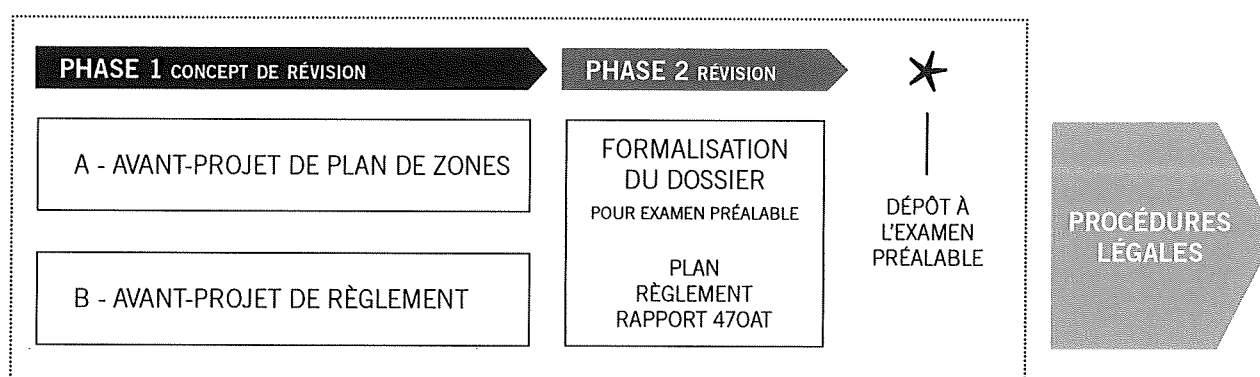 PHASE 1 CONCEPT DE RÉVISION
A - AVANT-PROJET DE PLAN DE ZONES
B - AVANT-PROJET DE RÈGLEMENT
PHASE 2 RÉVISION
FORMALISATION
DU DOSSIER
POUR EXAMEN PRÉALABLE
PLAN
RÈGLEMENT
RAPPORT 47OAT
DÉPÔT À
L'EXAMEN
PRÉALABLE
PROCÉDURES
LÉGALES